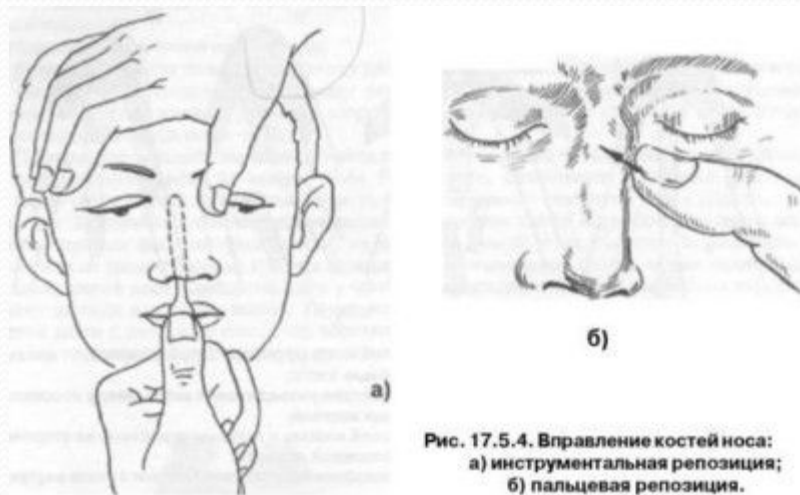 а)
б)
Рис. 17.5.4. Вправление костей носа:
а) инструментальная репозиция;
б) пальцевая репозиция.